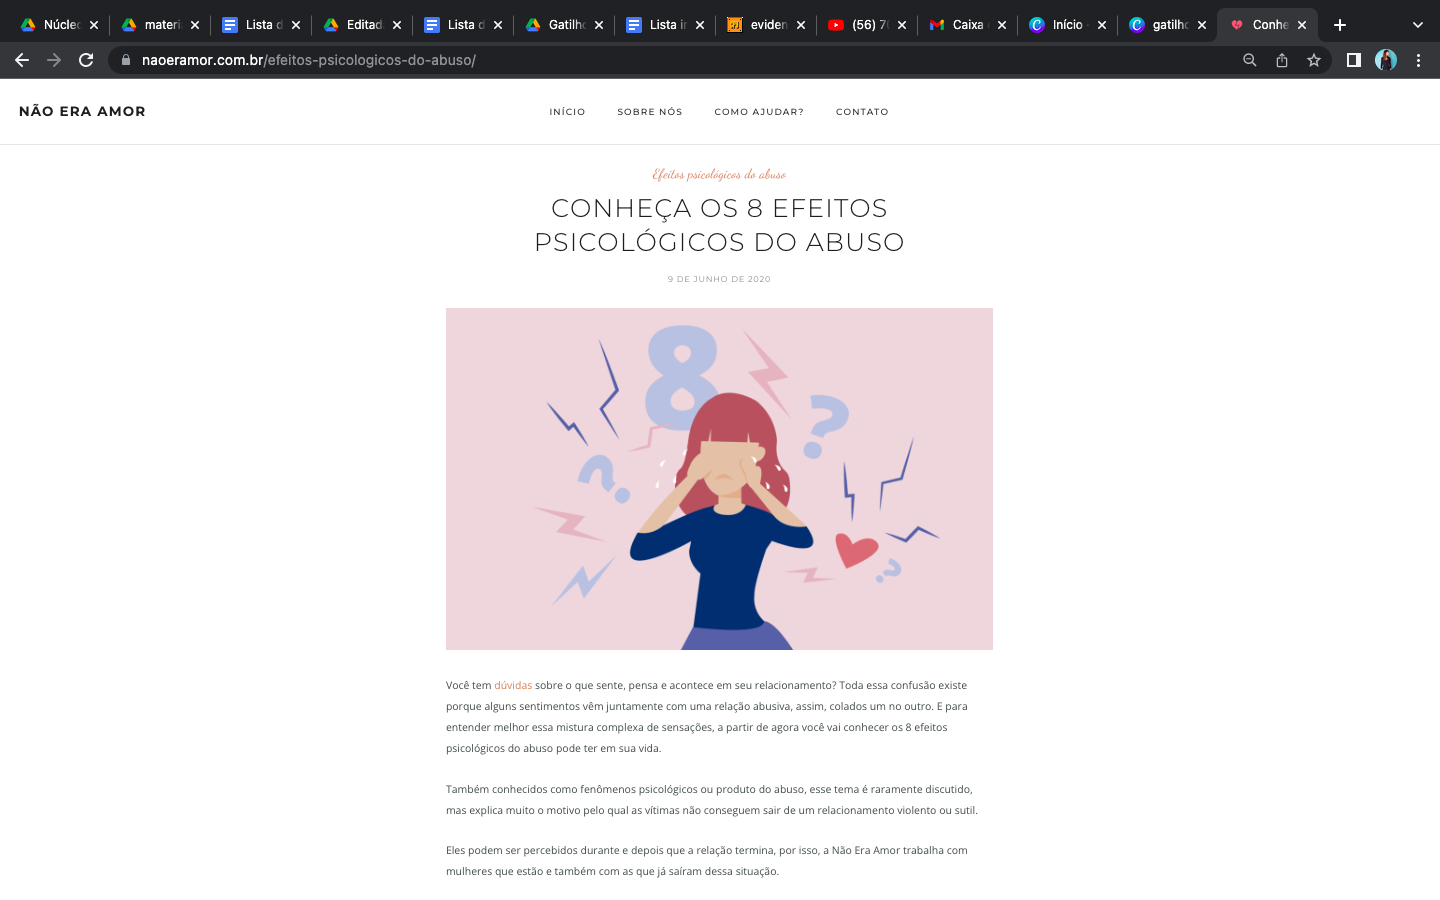 Núclec
materi
Lista d
Editad
Lista d
Gatilho
Lista in
eviden
(56) 70
Caixa
Início
gatilho
Conhe
naoeramor.com.br/efeitos-psicologicos-do-abuso/
NÃO ERA AMOR
INÍCIO
SOBRE NÓS
COMO AJUDAR?
CONTATO
Efeitos psicológicos do abuso
CONHEÇA OS 8 EFEITOS
PSICOLÓGICOS DO ABUSO
9 DE JUNHO DE 2020
8
?
?
?
Você tem dúvidas sobre o que sente, pensa e acontece em seu relacionamento? Toda essa confusão existe
porque alguns sentimentos vêm juntamente com uma relação abusiva, assim, colados um no outro. E para
entender melhor essa mistura complexa de sensações, a partir de agora você vai conhecer os 8 efeitos
psicológicos do abuso pode ter em sua vida.
Também conhecidos como fenômenos psicológicos ou produto do abuso, esse tema é raramente discutido,
mas explica muito o motivo pelo qual as vítimas não conseguem sair de um relacionamento violento ou sutil.
Eles podem ser percebidos durante e depois que a relação termina, por isso, a Não Era Amor trabalha com
mulheres que estão e também com as que já saíram dessa situação.